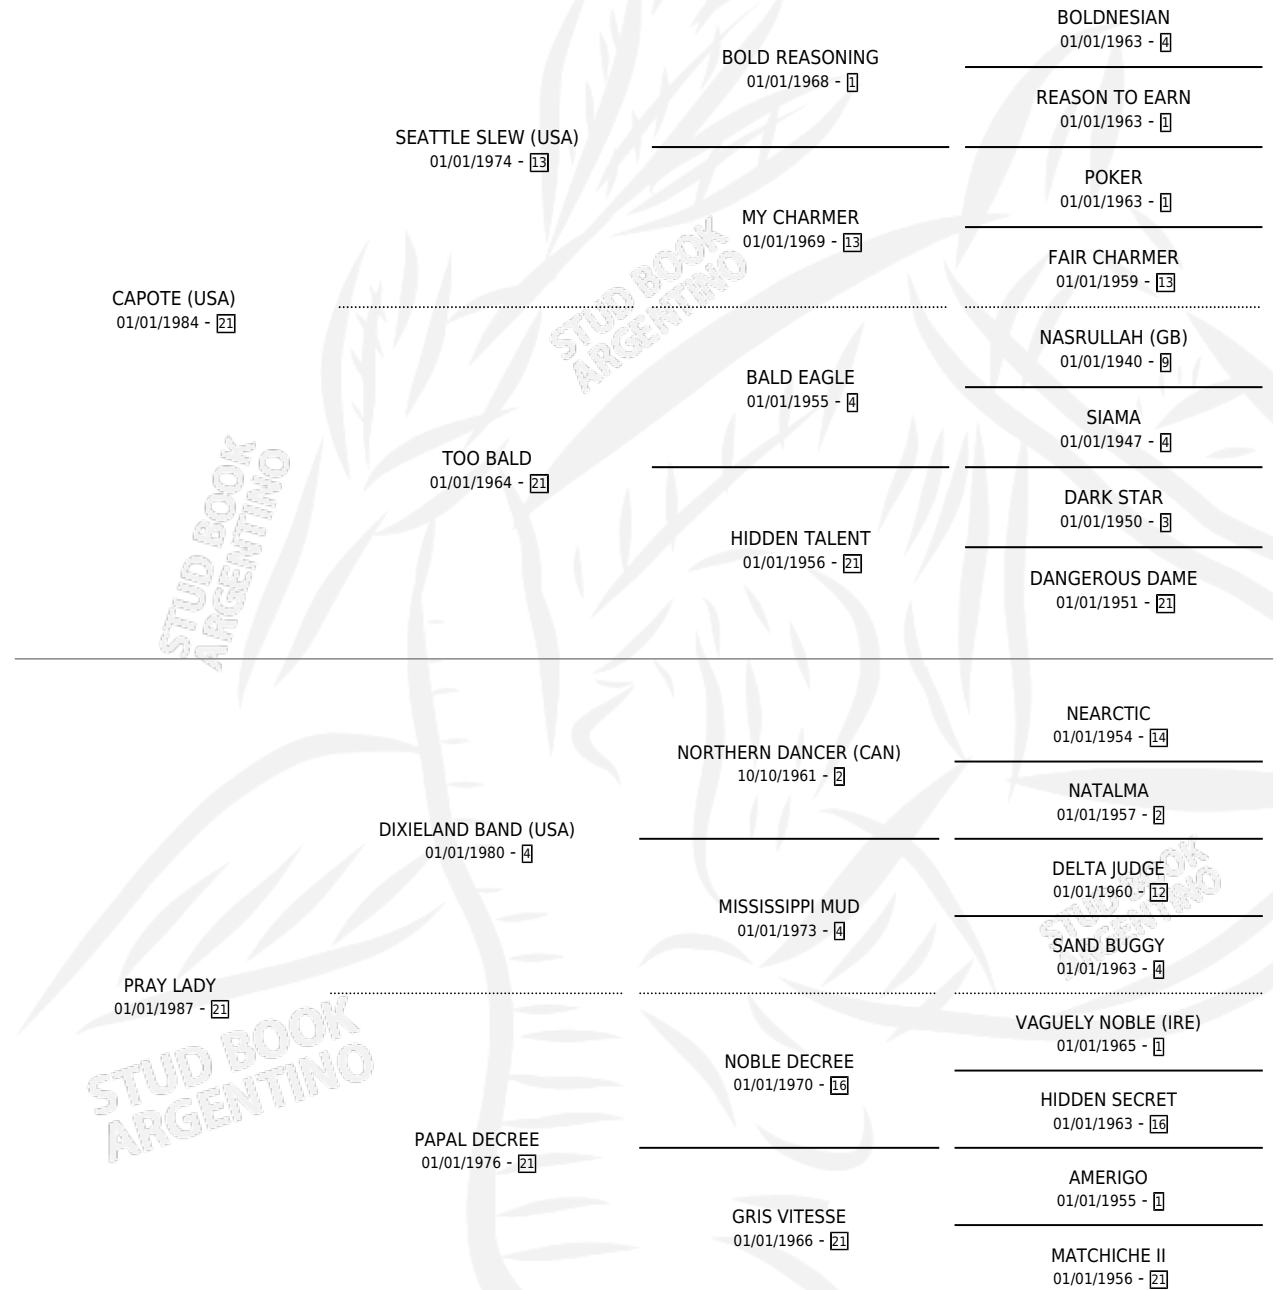 BOLDNESIAN
01/01/1963 - 4
BOLD REASONING
01/01/1968 - 1
REASON TO EARN
01/01/1963 - 1
SEATTLE SLEW (USA)
01/01/1974 - 13
POKER
01/01/1963 - 1
MY CHARMER
01/01/1969 - 13
FAIR CHARMER
01/01/1959 - 13
CAPOTE (USA)
01/01/1984 - 21
STUD BOOK
ARGENTINO
NASRULLAH (GB)
01/01/1940 - 9
BALD EAGLE
01/01/1955 - 4
SIAMA
01/01/1947 - 4
TOO BALD
01/01/1964 - 21
DARK STAR
01/01/1950 - 3
HIDDEN TALENT
01/01/1956 - 21
DANGEROUS DAME
01/01/1951 - 21
STUD BOOK
ARGENTINO
NEARCTIC
01/01/1954 - 14
NORTHERN DANCER (CAN)
10/10/1961 - 2
NATALMA
01/01/1957 - 2
DIXIELAND BAND (USA)
01/01/1980 - 4
DELTA JUDGE
01/01/1960 - 12
MISSISSIPPI MUD
01/01/1973 - 4
SAND BUGGY
01/01/1963 - 4
STUD BOOK
ARGENTINO
PRAY LADY
01/01/1987 - 21
VAGUELY NOBLE (IRE)
01/01/1965 - 1
NOBLE DECREE
01/01/1970 - 16
HIDDEN SECRET
01/01/1963 - 16
STUD BOOK
ARGENTINO
PAPAL DECREE
01/01/1976 - 21
AMERIGO
01/01/1955 - 1
GRIS VITESSE
01/01/1966 - 21
MATCHICHE II
01/01/1956 - 21